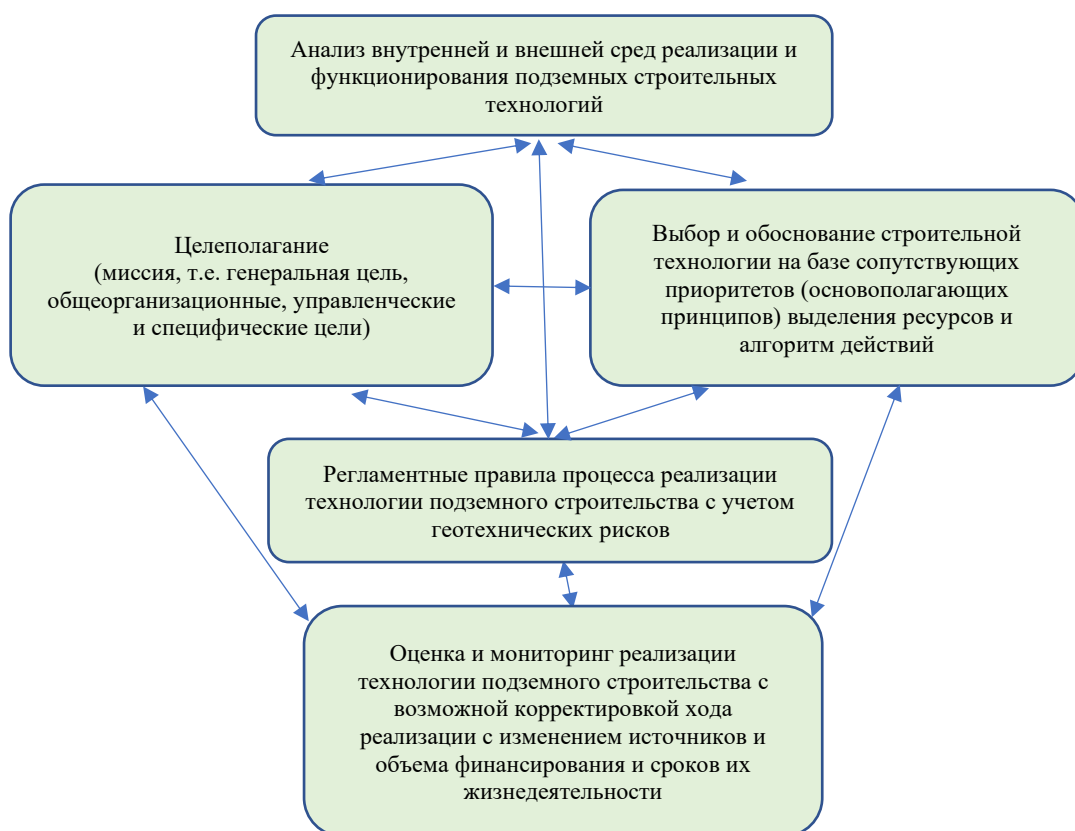 Анализ внутренней и внешней сред реализации и
функционирования подземных строительных
технологий
Целеполагание
(миссия, т.е. генеральная цель,
общеорганизационные, управленческие
и специфические цели)
Выбор и обоснование строительной
технологии на базе сопутствующих
приоритетов (основополагающих
принципов) выделения ресурсов и
алгоритм действий
Регламентные правила процесса реализации
технологии подземного строительства с учетом
геотехнических рисков
Оценка и мониторинг реализации
технологии подземного строительства с
возможной корректировкой хода
реализации с изменением источников и
объема финансирования и сроков их
жизнедеятельности